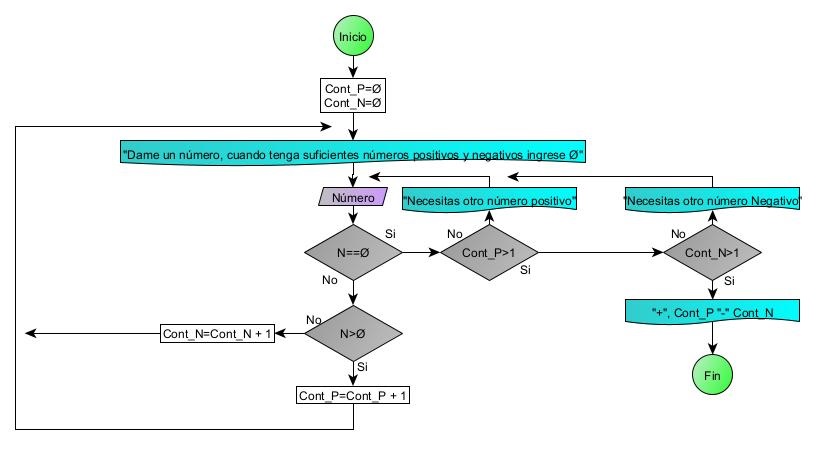 Inicio
Cont_P=Ø
Cont_N=Ø
"Dame un número, cuando tenga suficientes números positivos y negativos ingrese Ø"
Número
"Necesitas otro número positivo"
"Necesitas otro número Negativo"
N==Ø
Si
No
Cont_P>1
No
Si
Cont_N>1
No
Si
"+", Cont_P "-" Cont_N
Fin
N>Ø
No
Si
Cont_N=Cont_N + 1
Cont_P=Cont_P + 1